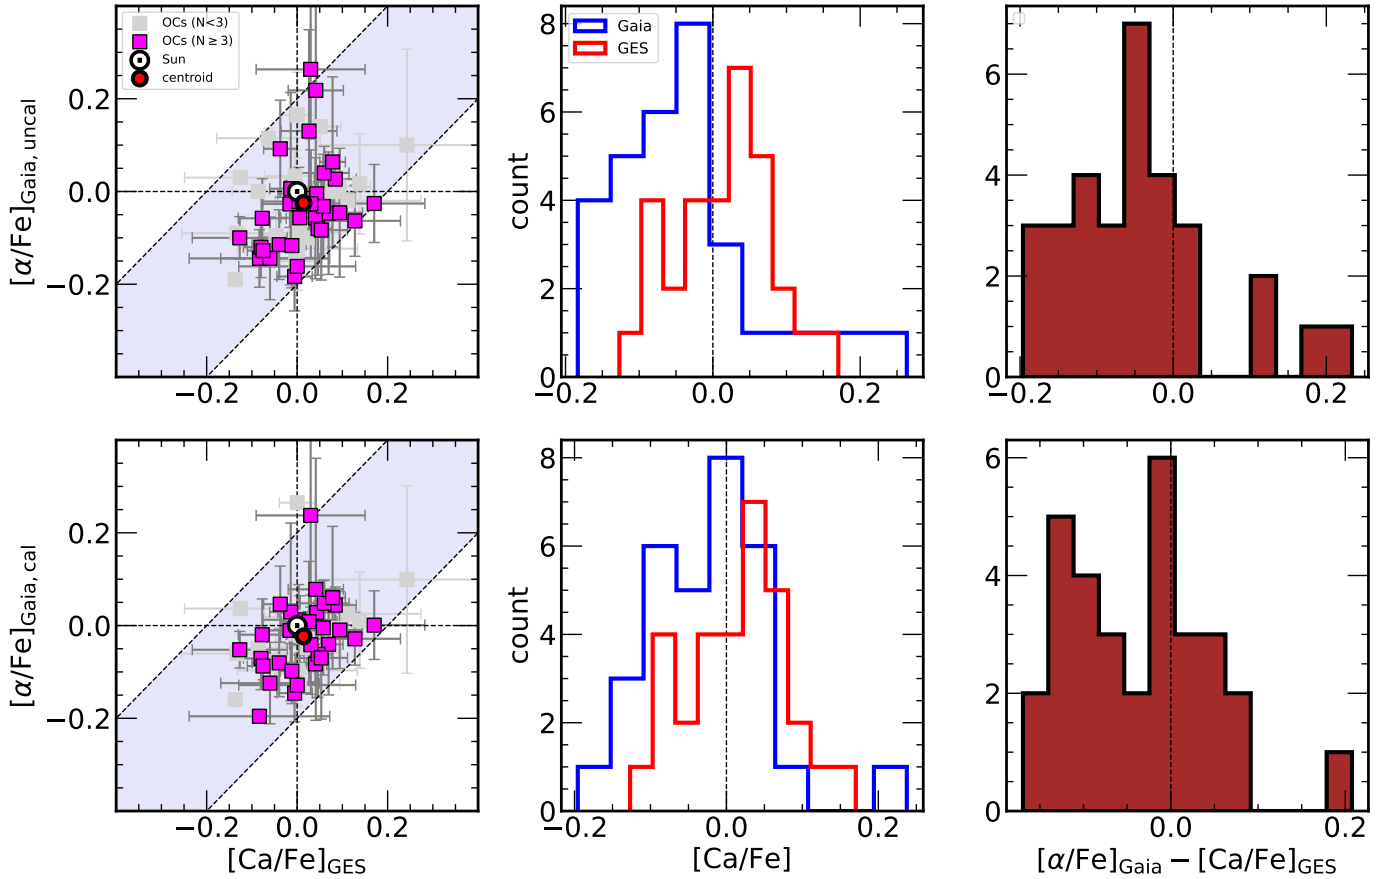 OCs (N<3)
OCs (N ≥ 3)
Sun
centroid
[α/Fe]Gaia, uncal
0.2
0.0
−0.2
−0.2 0.0 0.2
Gaia
GES
count
8
6
4
2
0
−0.2 0.0 0.2
6
4
2
0
−0.2 0.0 0.2
[α/Fe]Gaia, cal
0.2
0.0
−0.2
−0.2 0.0 0.2
[Ca/Fe]GES
count
8
6
4
2
0
−0.2 0.0 0.2
[Ca/Fe]
6
4
2
0
0.0 0.2
[α/Fe]Gaia − [Ca/Fe]GES